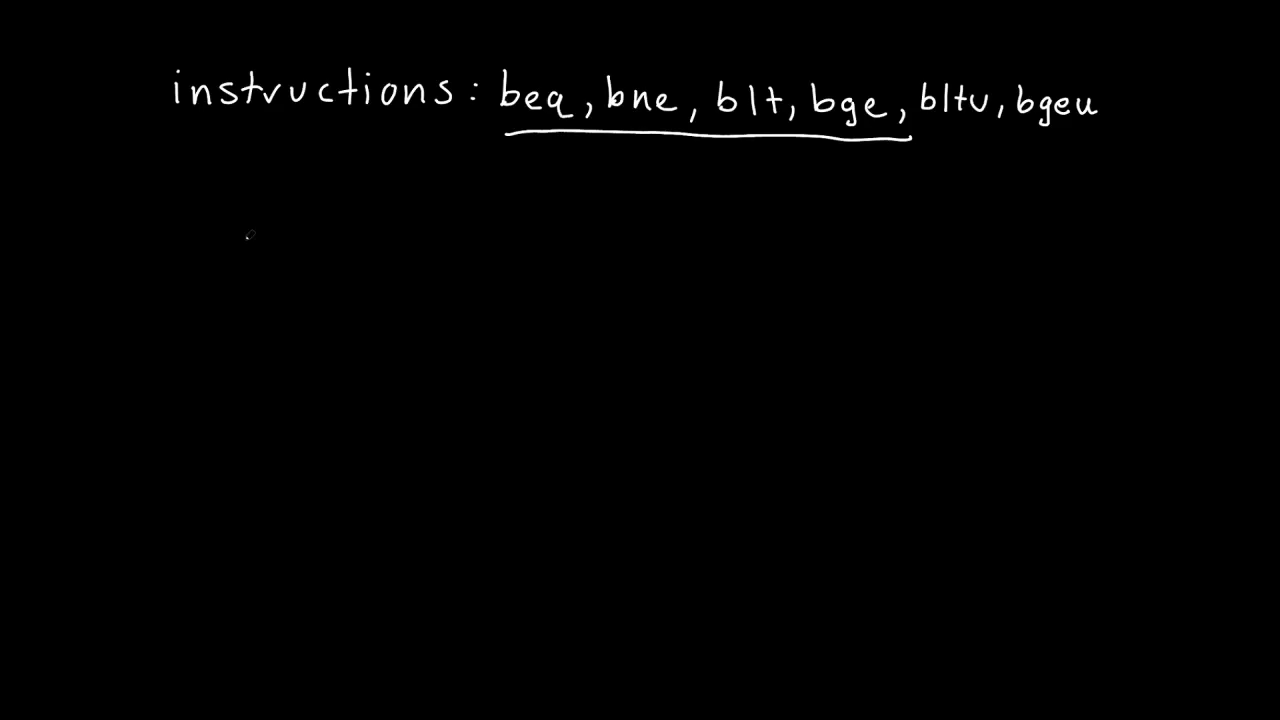 instructions: beq, bne, blt, bge, bltu, bgeu